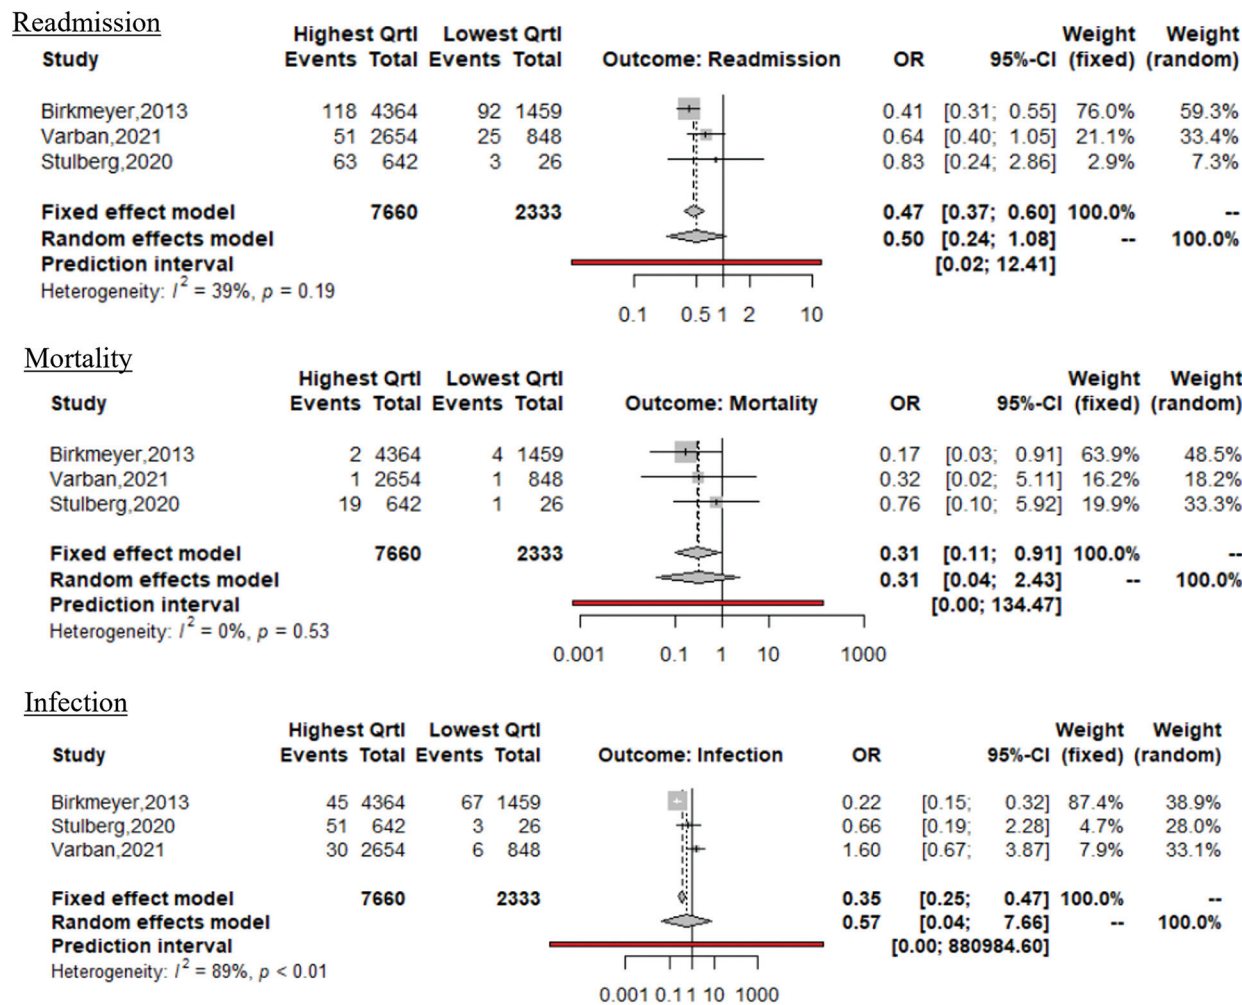 Readmission
Highest Qrtl Lowest Qrtl Weight Weight
Study Events Total Events Total Outcome: Readmission OR 95%-CI (fixed) (random)
Birkmeyer,2013 118 4364 92 1459 0.41 [0.31; 0.55] 76.0% 59.3%
Varban,2021 51 2654 25 848 0.64 [0.40; 1.05] 21.1% 33.4%
Stulberg,2020 63 642 3 26 0.83 [0.24; 2.86] 2.9% 7.3%
Fixed effect model 7660 2333 0.47 [0.37; 0.60] 100.0% --
Random effects model 0.50 [0.24; 1.08] -- 100.0%
Prediction interval [0.02; 12.41]
Heterogeneity: I² = 39%, p = 0.19
0.1 0.5 1 2 10
Mortality
Highest Qrtl Lowest Qrtl Weight Weight
Study Events Total Events Total Outcome: Mortality OR 95%-CI (fixed) (random)
Birkmeyer,2013 2 4364 4 1459 0.17 [0.03; 0.91] 63.9% 48.5%
Varban,2021 1 2654 1 848 0.32 [0.02; 5.11] 16.2% 18.2%
Stulberg,2020 19 642 1 26 0.76 [0.10; 5.92] 19.9% 33.3%
Fixed effect model 7660 2333 0.31 [0.11; 0.91] 100.0% --
Random effects model 0.31 [0.04; 2.43] -- 100.0%
Prediction interval [0.00; 134.47]
Heterogeneity: I² = 0%, p = 0.53
0.001 0.1 1 10 1000
Infection
Highest Qrtl Lowest Qrtl Weight Weight
Study Events Total Events Total Outcome: Infection OR 95%-CI (fixed) (random)
Birkmeyer,2013 45 4364 67 1459 0.22 [0.15; 0.32] 87.4% 38.9%
Stulberg,2020 51 642 3 26 0.66 [0.19; 2.28] 4.7% 28.0%
Varban,2021 30 2654 6 848 1.60 [0.67; 3.87] 7.9% 33.1%
Fixed effect model 7660 2333 0.35 [0.25; 0.47] 100.0% --
Random effects model 0.57 [0.04; 7.66] -- 100.0%
Prediction interval [0.00; 880984.60]
Heterogeneity: I² = 89%, p < 0.01
0.001 0.1 1 10 1000